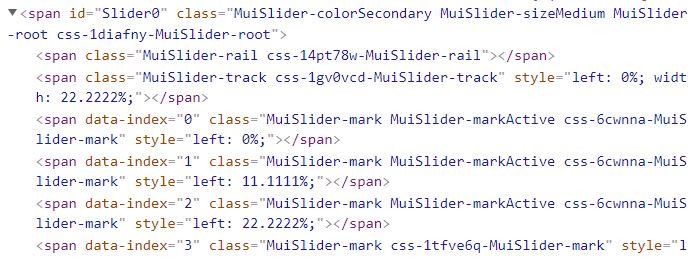 ▼<span id="Slider0" class="MuiSlider-colorSecondary MuiSlider-sizeMedium MuiSlider
-root css-1diafny-MuiSlider-root">
<span class="MuiSlider-rail css-14pt78w-MuiSlider-rail"></span>
<span class="MuiSlider-track css-1gv0vcd-MuiSlider-track" style="left: 0%; widt
h: 22.2222%;"></span>
<span data-index="0" class="MuiSlider-mark MuiSlider-markActive css-6cwnna-MuiS
lider-mark" style="left: 0%;"></span>
<span data-index="1" class="MuiSlider-mark MuiSlider-markActive css-6cwnna-MuiS
lider-mark" style="left: 11.1111%;"></span>
<span data-index="2" class="MuiSlider-mark MuiSlider-markActive css-6cwnna-MuiS
lider-mark" style="left: 22.2222%;"></span>
<span data-index="3" class="MuiSlider-mark css-1tfve6q-MuiSlider-mark" style="l